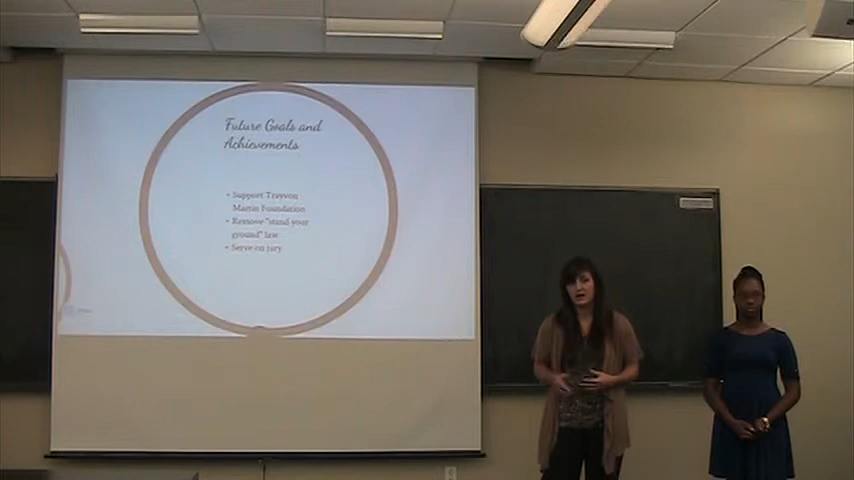 Future Goals and
Achievements
• Support Trayvon
Martin Foundation
• Remove "stand your
ground" law
• Serve on jury